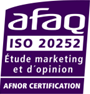 afaq
ISO 20252
Étude marketing
et d'opinion
AFNOR CERTIFICATION